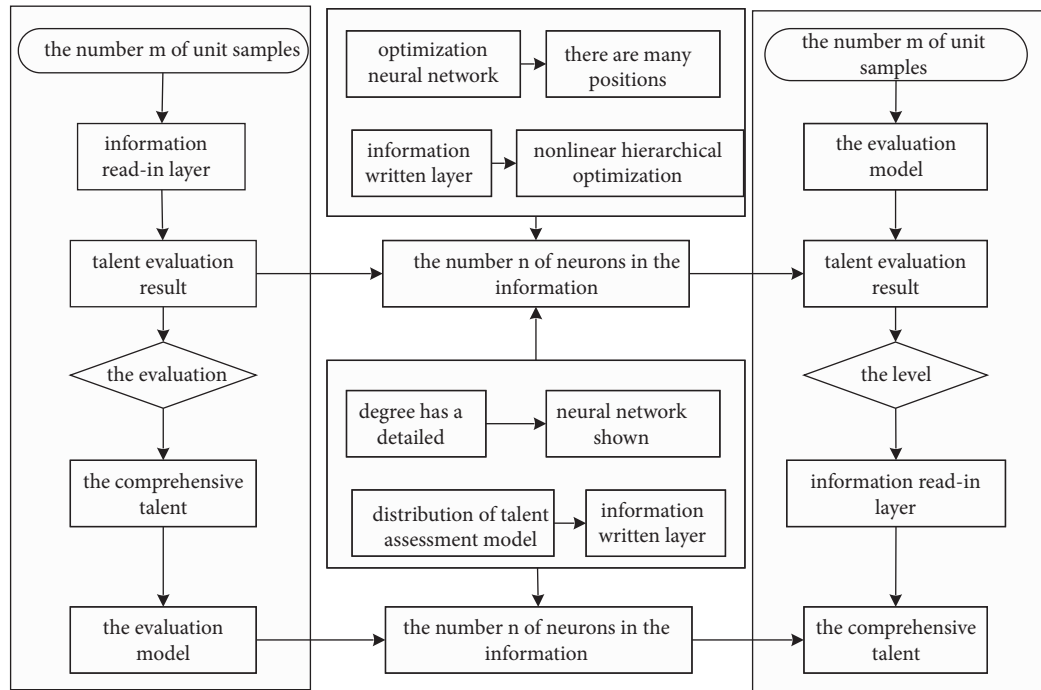 the number m of unit samples
information
read-in layer
talent evaluation
result
the evaluation
the comprehensive
talent
the evaluation
model
optimization
neural network
there are many
positions
information
written layer
nonlinear hierarchical
optimization
the number n of neurons in the
information
degree has a
detailed
neural network
shown
distribution of talent
assessment model
information
written layer
the number n of neurons in the
information
the number m of unit
samples
the evaluation
model
talent evaluation
result
the level
information read-in
layer
the comprehensive
talent